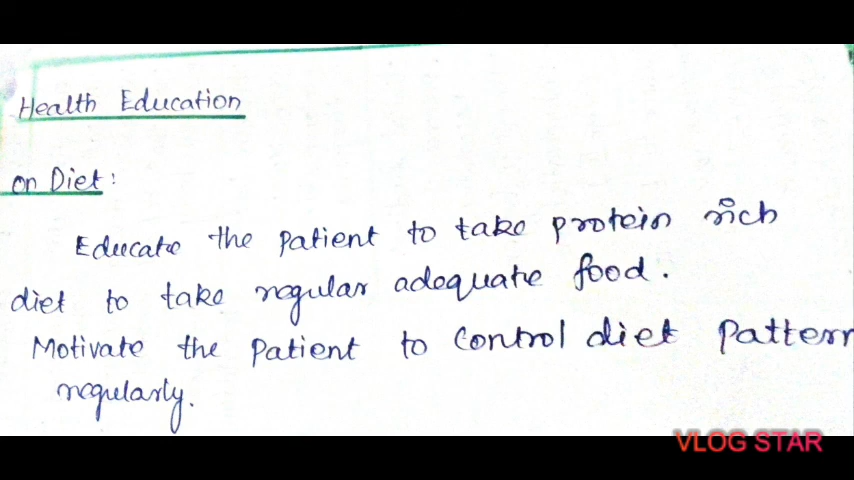 Health Education
on Diet:
Educate the patient to take protein rich
diet to take regular adequate food.
Motivate the patient to control diet pattern
regularly.
VLOG STAR